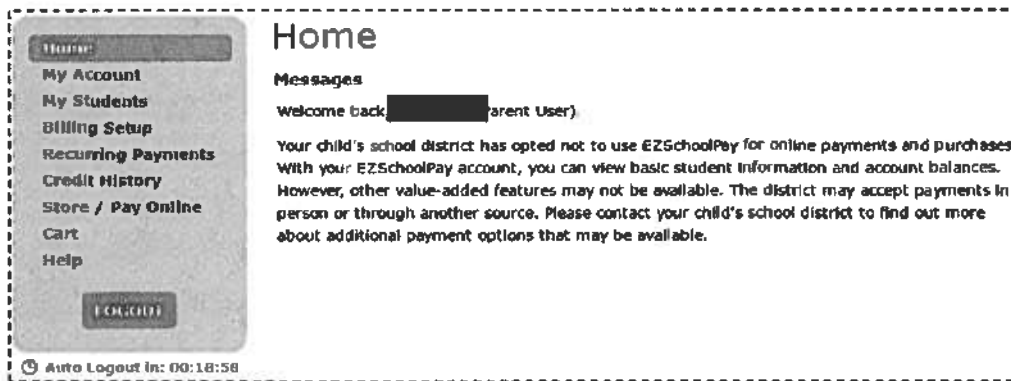 Home
My Account
My Students
Billing Setup
Recurring Payments
Credit History
Store / Pay Online
Cart
Help
LOGOUT
Auto Logout in: 00:18:58
Home
Messages
Welcome back, arent User)
Your child's school district has opted not to use EZSchoolPay for online payments and purchases
With your EZSchoolPay account, you can view basic student information and account balances.
However, other value-added features may not be available. The district may accept payments in
person or through another source. Please contact your child's school district to find out more
about additional payment options that may be available.